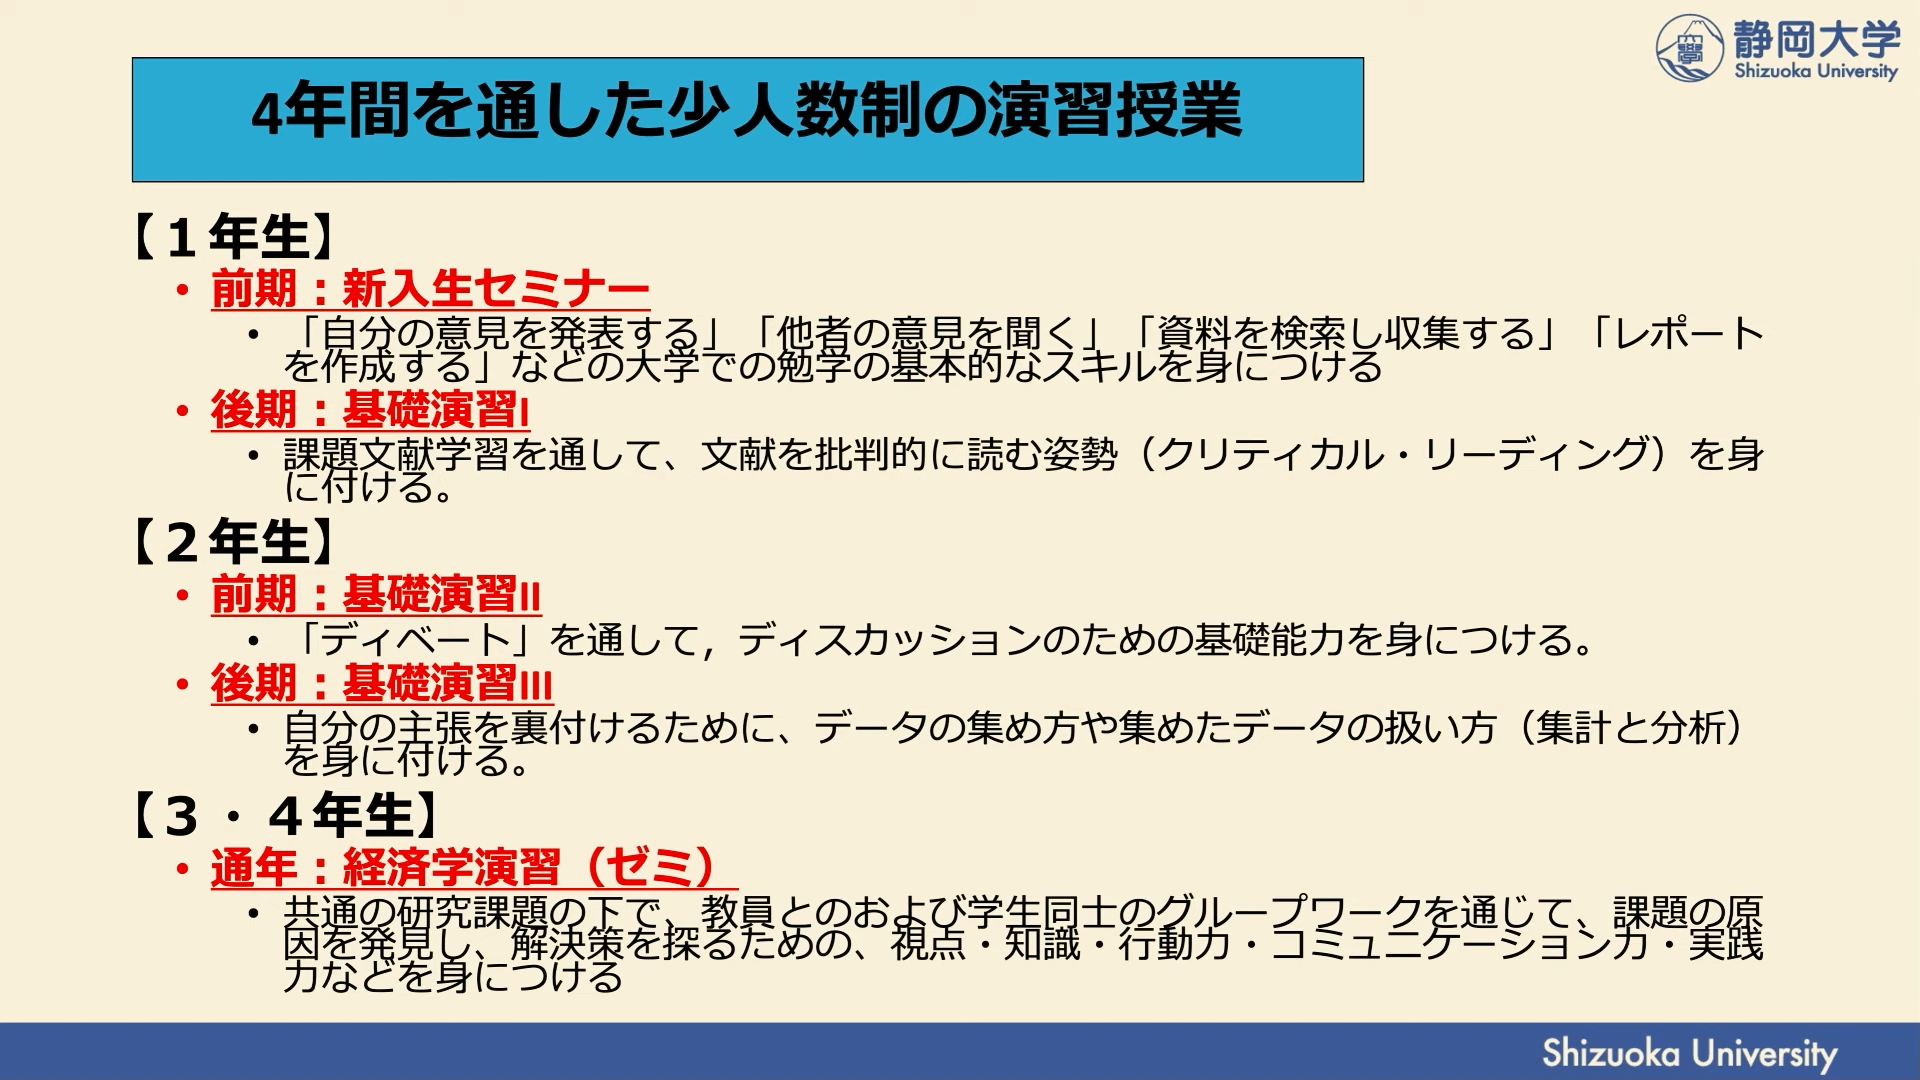 静岡大学
Shizuoka University
4年間を通した少人数制の演習授業
【１年生】
• 前期：新入生セミナー
• 「自分の意見を発表する」「他者の意見を聞く」「資料を検索し収集する」「レポート
を作成する」などの大学での勉学の基本的なスキルを身につける
• 後期：基礎演習I
• 課題文献学習を通して、文献を批判的に読む姿勢（クリティカル・リーディング）を身
に付ける。
【２年生】
• 前期：基礎演習II
• 「ディベート」を通して，ディスカッションのための基礎能力を身につける。
• 後期：基礎演習III
• 自分の主張を裏付けるために、データの集め方や集めたデータの扱い方（集計と分析）
を身に付ける。
【３・４年生】
• 通年：経済学演習（ゼミ）
• 共通の研究課題の下で、教員とのおよび学生同士のグループワークを通じて、課題の原
因を発見し、解決策を探るための、視点・知識・行動力・コミュニケーション力・実践
力などを身につける
Shizuoka University